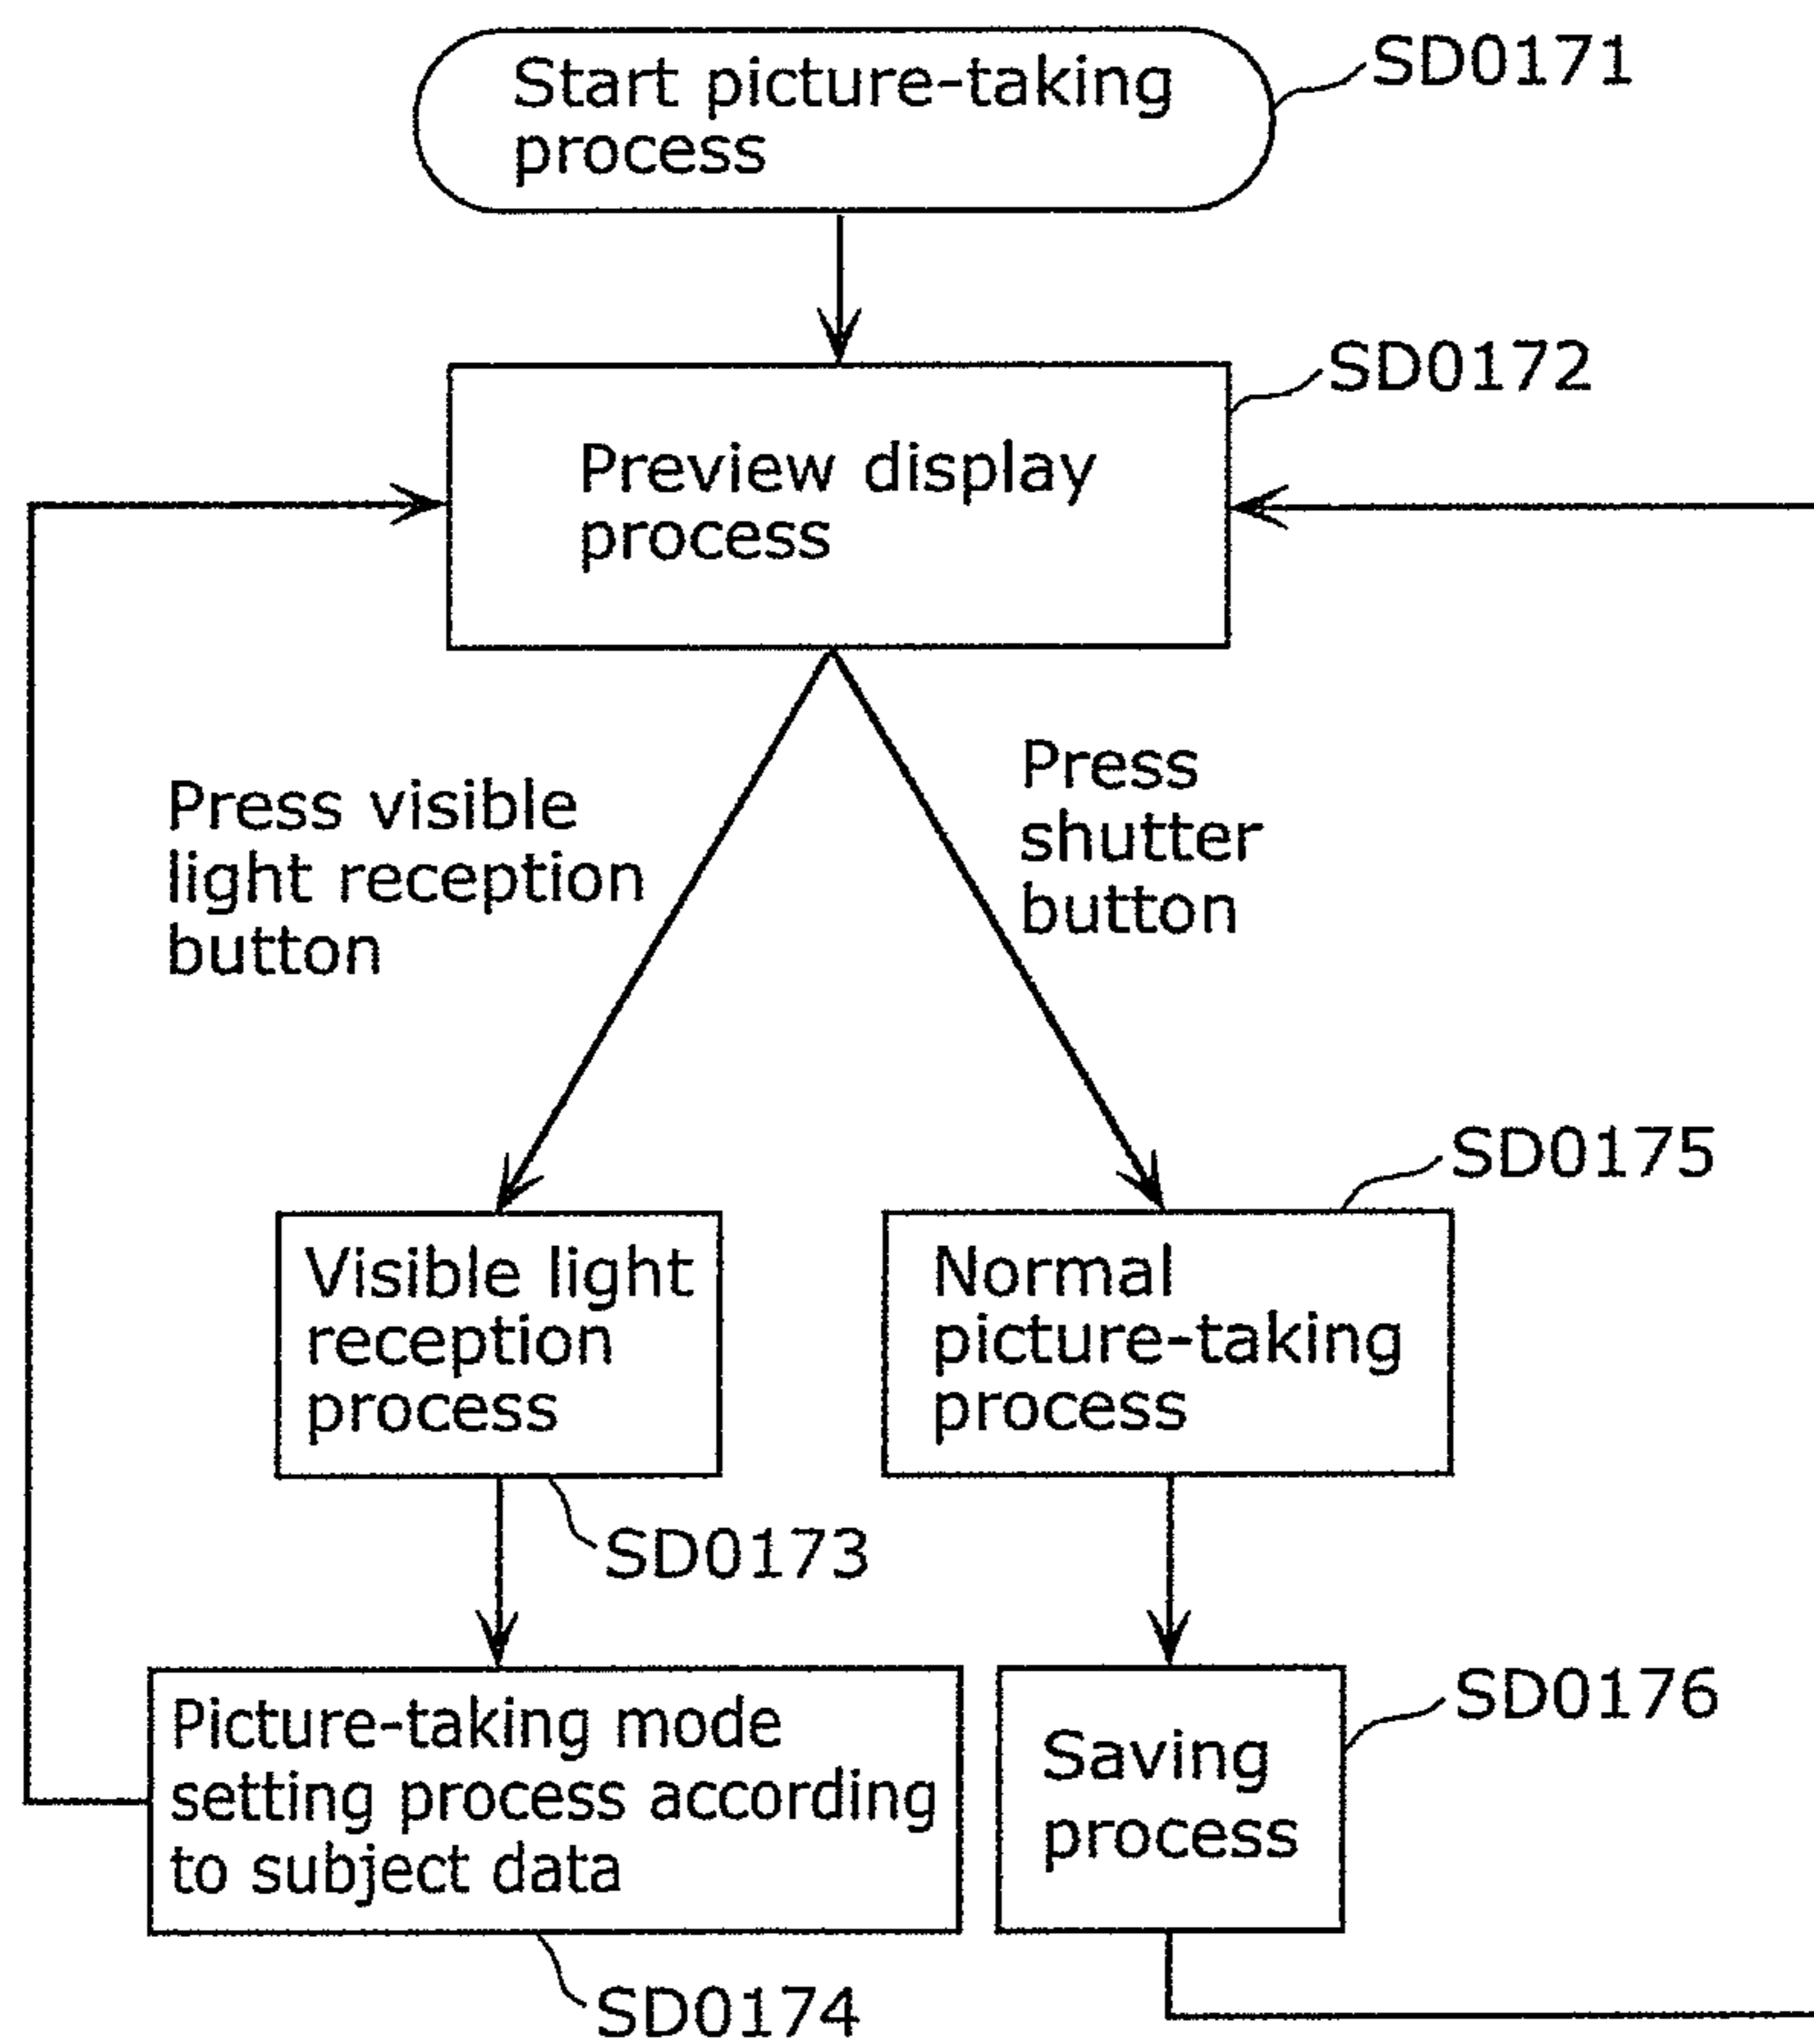 Start picture-taking
process
SD0171
SD0172
Preview display
process
Press visible
light reception
button
Press
shutter
button
SD0175
Visible light
reception
process
Normal
picture-taking
process
SD0173
Picture-taking mode
setting process according
to subject data
SD0176
Saving
process
SD0174